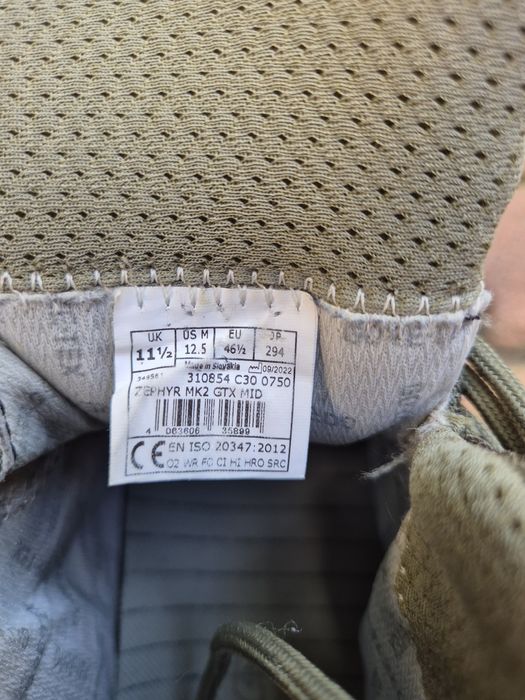 UK US M EU JP
11½ 12.5 46½ 294
Made in Slovakia 09/2022
310854 C30 0750
ZEPHYR MK2 GTX MID
4 063606 35899
CE EN ISO 20347:2012
O2 WR FO CI HI HRO SRC